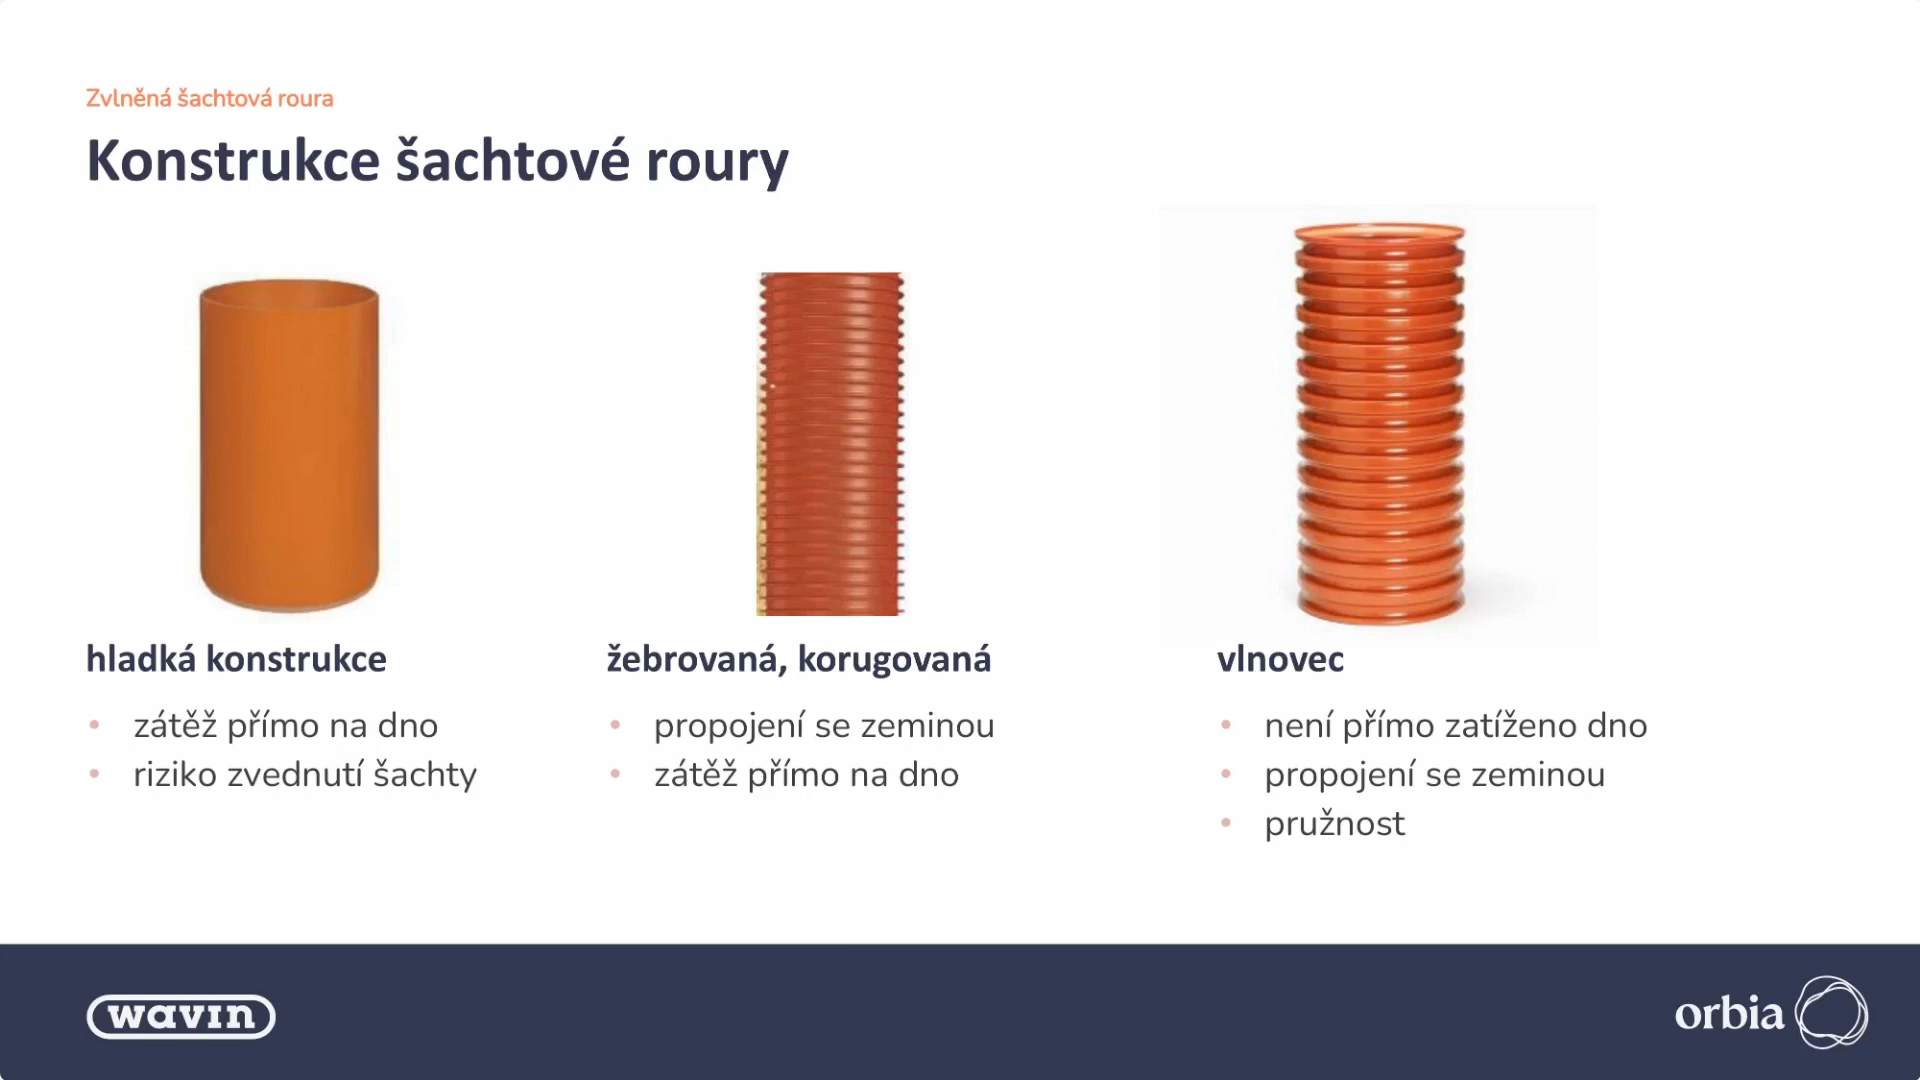 Zvlněná šachtová roura
Konstrukce šachtové roury
hladká konstrukce
• zátěž přímo na dno
• riziko zvednutí šachty
žebrovaná, korugovaná
• propojení se zeminou
• zátěž přímo na dno
vlnovec
• není přímo zatíženo dno
• propojení se zeminou
• pružnost
wavin
orbia